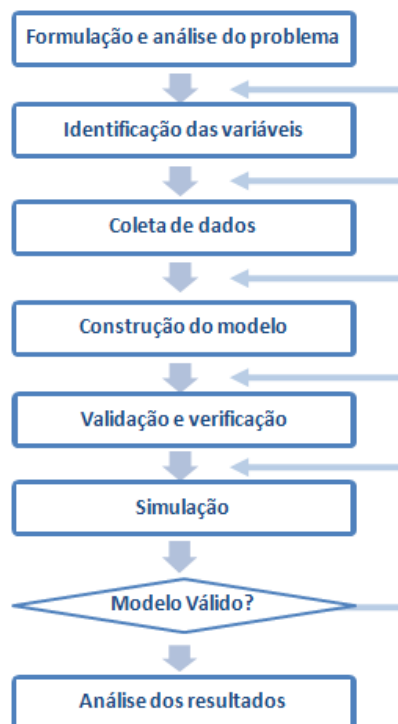 Formulação e análise do problema
Identificação das variáveis
Coleta de dados
Construção do modelo
Validação e verificação
Simulação
Modelo Válido?
Análise dos resultados